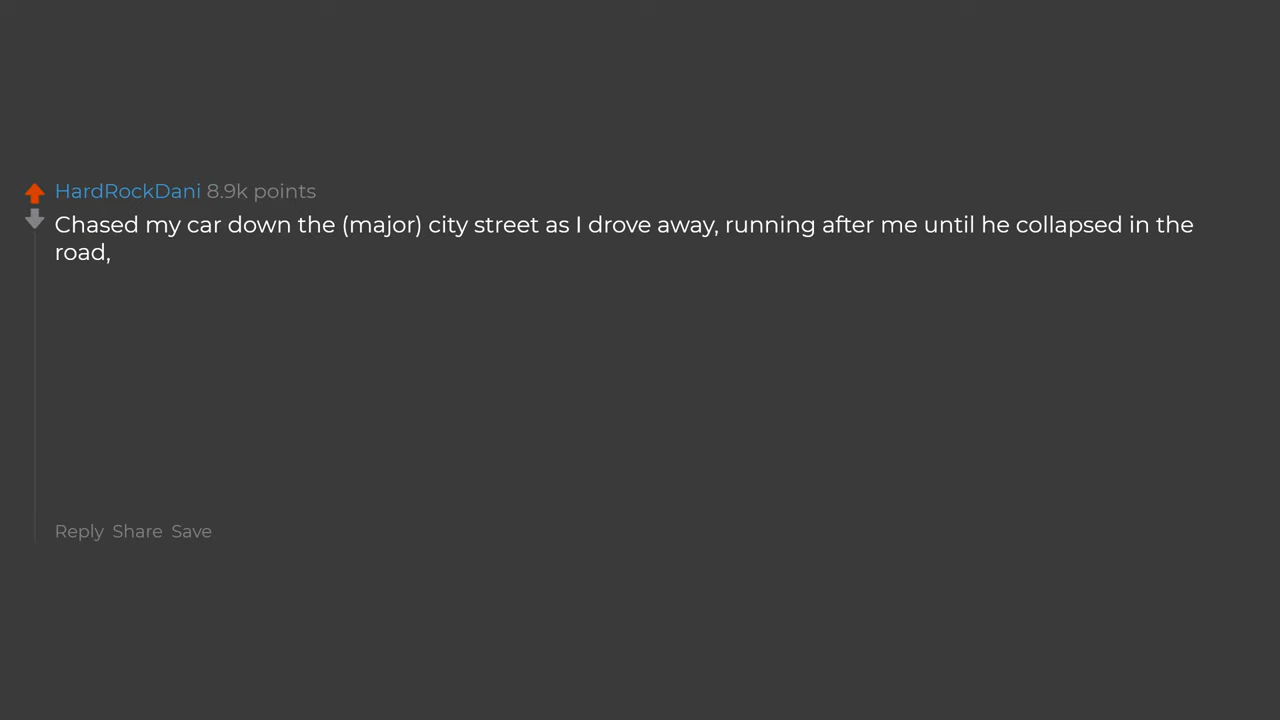 HardRockDani 8.9k points
Chased my car down the (major) city street as I drove away, running after me until he collapsed in the
road,
Reply Share Save